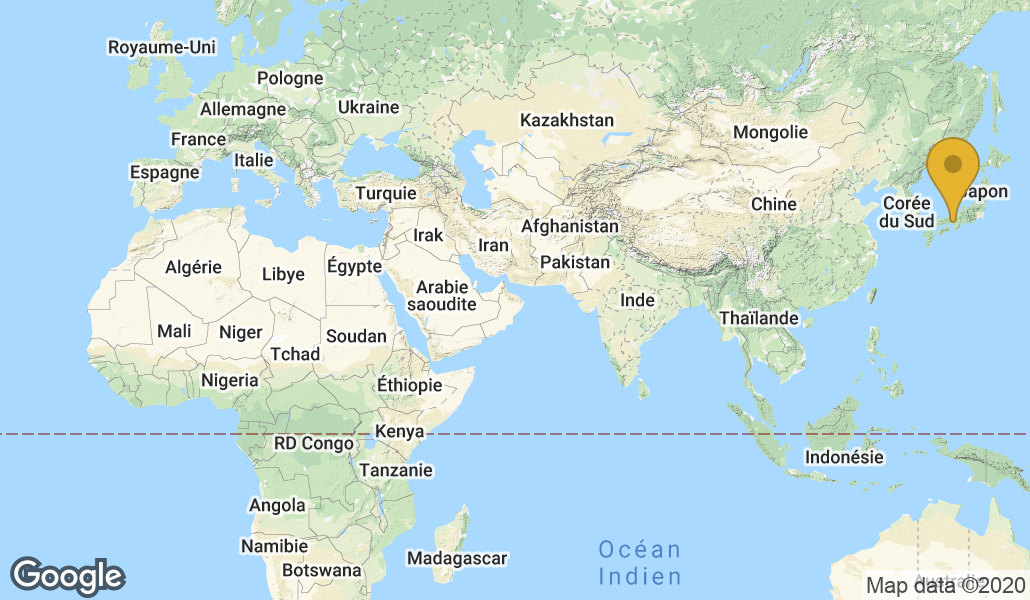 Royaume-Uni
Pologne
Allemagne
Ukraine
Kazakhstan
France
Mongolie
Italie
Espagne
Turquie
Japon
Chine
Corée
du Sud
Afghanistan
Irak
Iran
Pakistan
Algérie
Libye
Égypte
Arabie
saoudite
Inde
Thaïlande
Mali
Niger
Soudan
Tchad
Nigeria
Éthiopie
Kenya
RD Congo
Indonésie
Tanzanie
Angola
Namibie
Madagascar
Océan
Indien
Botswana
Australie
Google
Map data ©2020